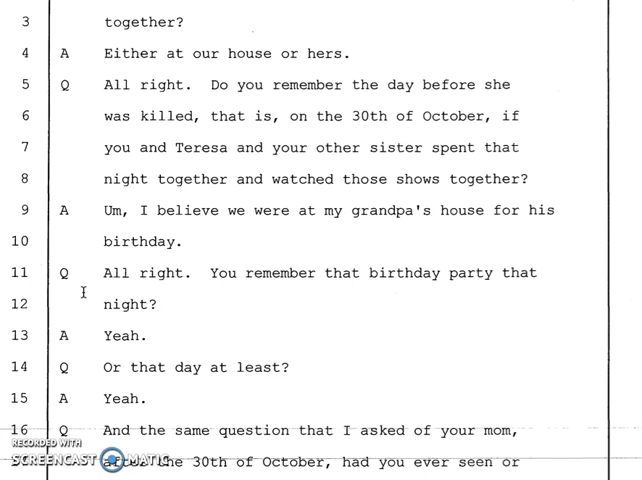 3 together?
4 A Either at our house or hers.
5 Q All right. Do you remember the day before she
6 was killed, that is, on the 30th of October, if
7 you and Teresa and your other sister spent that
8 night together and watched those shows together?
9 A Um, I believe we were at my grandpa's house for his
10 birthday.
11 Q All right. You remember that birthday party that
12 night?
13 A Yeah.
14 Q Or that day at least?
15 A Yeah.
16 Q And the same question that I asked of your mom,
RECORDED WITH
SCREENCAST MATIC
the 30th of October, had you ever seen or